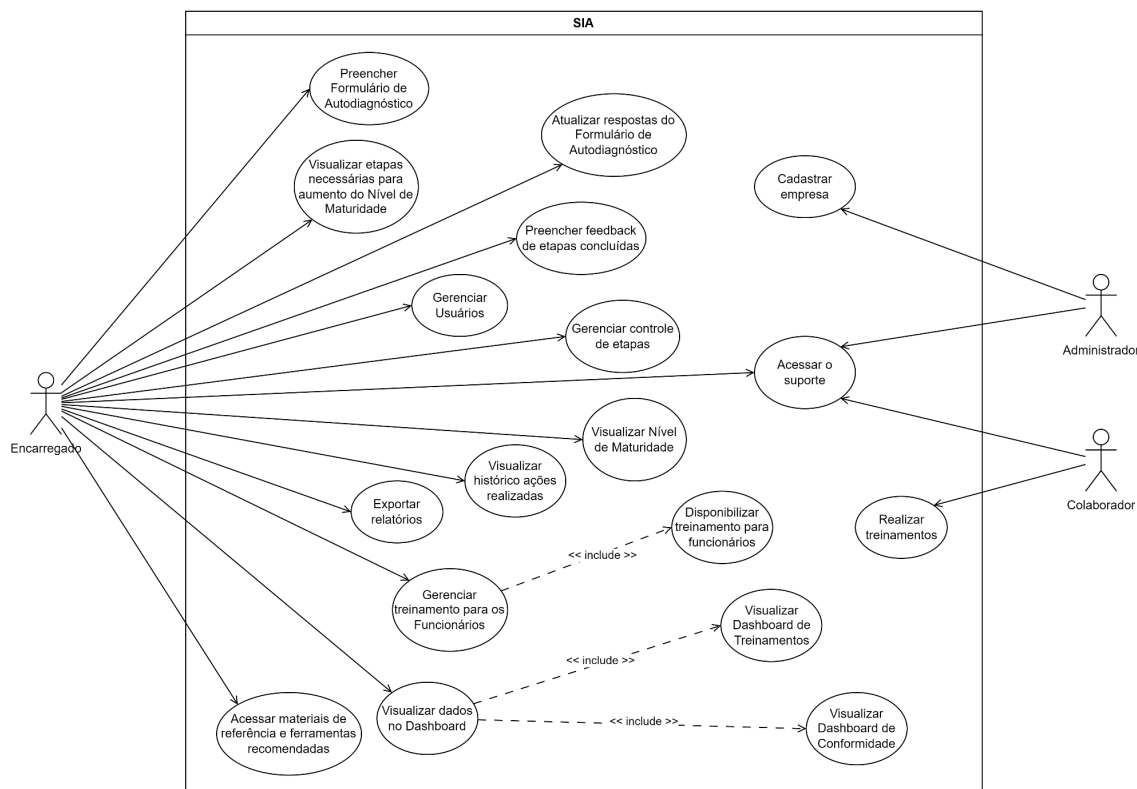 SIA
Preencher
Formulário de
Autodiagnóstico
Atualizar respostas do
Formulário de
Autodiagnóstico
Visualizar etapas
necessárias para
aumento do Nível de
Maturidade
Cadastrar
empresa
Preencher feedback
de etapas concluídas
Gerenciar
Usuários
Gerenciar controle
de etapas
Administrador
Acessar o
suporte
Encarregado
Visualizar Nível
de Maturidade
Visualizar
histórico ações
realizadas
Colaborador
Exportar
relatórios
Disponibilizar
treinamento para
funcionários
Realizar
treinamentos
<< include >>
Gerenciar
treinamento para os
Funcionários
Visualizar
Dashboard de
Treinamentos
<< include >>
Acessar materiais de
referência e ferramentas
recomendadas
Visualizar dados
no Dashboard
<< include >>
Visualizar
Dashboard de
Conformidade